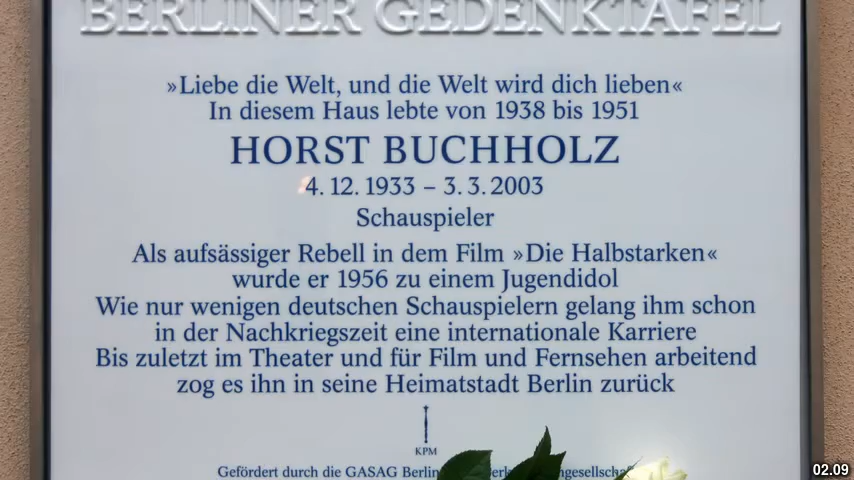 BERLINER GEDENKTAFEL
»Liebe die Welt, und die Welt wird dich lieben«
In diesem Haus lebte von 1938 bis 1951
HORST BUCHHOLZ
4. 12. 1933 – 3. 3. 2003
Schauspieler
Als aufsässiger Rebell in dem Film »Die Halbstarken«
wurde er 1956 zu einem Jugendidol
Wie nur wenigen deutschen Schauspielern gelang ihm schon
in der Nachkriegszeit eine internationale Karriere
Bis zuletzt im Theater und für Film und Fernsehen arbeitend
zog es ihn in seine Heimatstadt Berlin zurück
KPM
Gefördert durch die GASAG
02.09